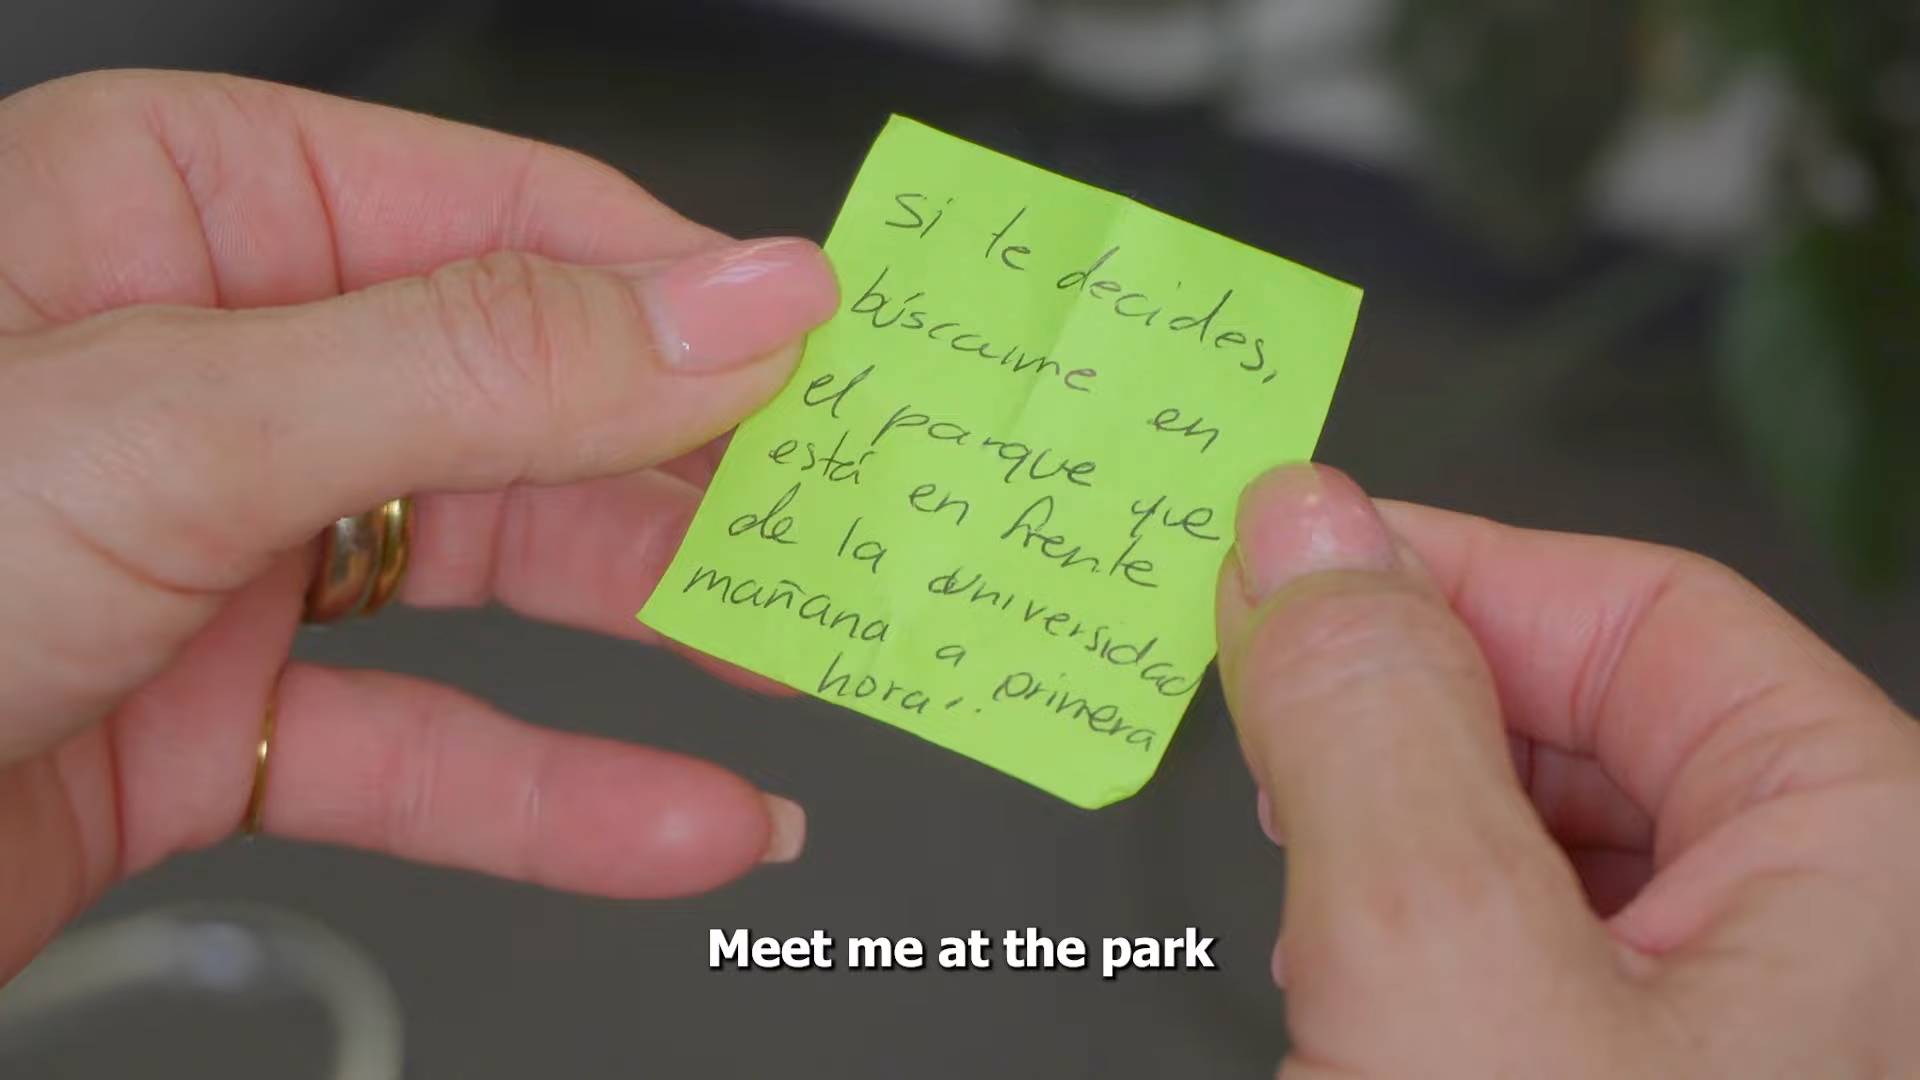 si te decides,
búscame en
el parque que
está en frente
de la universidad
mañana a primera
hora..
Meet me at the park